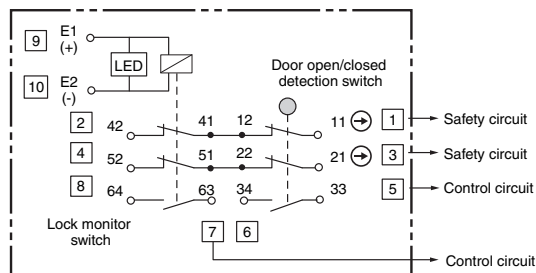 9 E1 (+)
LED
10 E2 (-)
Door open/closed
detection switch
2 42 41 12 11 1 Safety circuit
4 52 51 22 21 3 Safety circuit
8 64 63 34 33 5 Control circuit
Lock monitor
switch
7 6
Control circuit